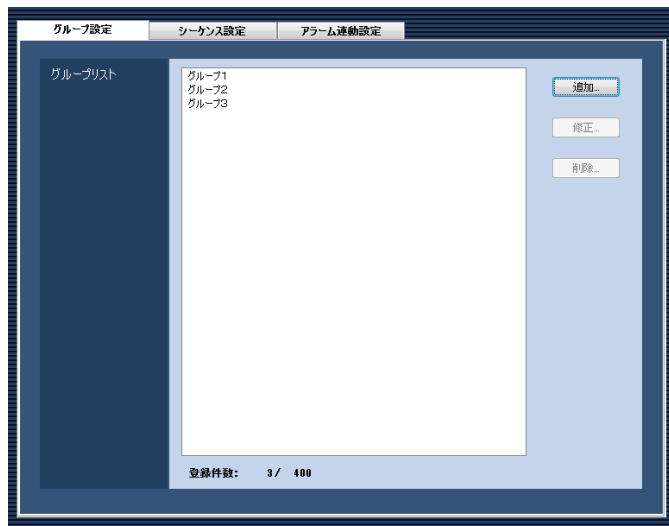 グループ設定 シーケンス設定 アラーム連動設定
グループリスト
グループ1
グループ2
グループ3
追加...
修正...
削除...
登録件数: 3/ 400